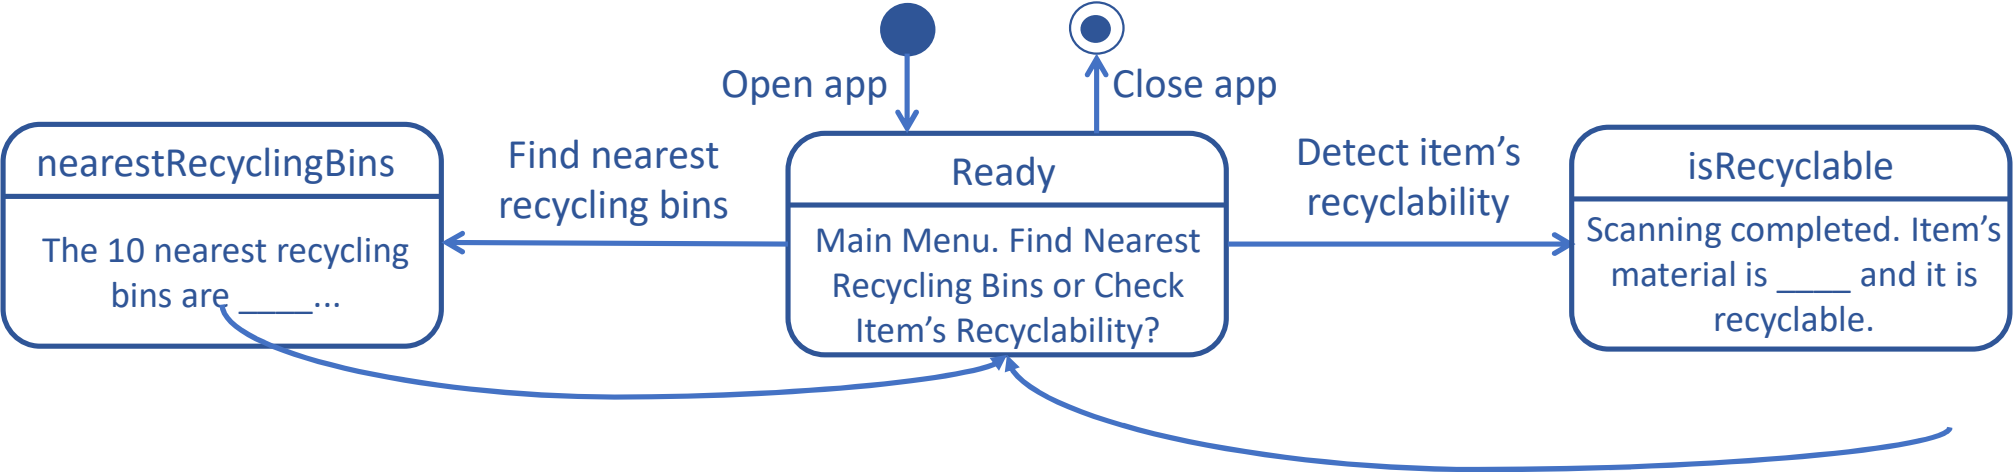 Open app
Close app
nearestRecyclingBins
The 10 nearest recycling
bins are ____...
Find nearest
recycling bins
Ready
Main Menu. Find Nearest
Recycling Bins or Check
Item’s Recyclability?
Detect item’s
recyclability
isRecyclable
Scanning completed. Item’s
material is ____ and it is
recyclable.